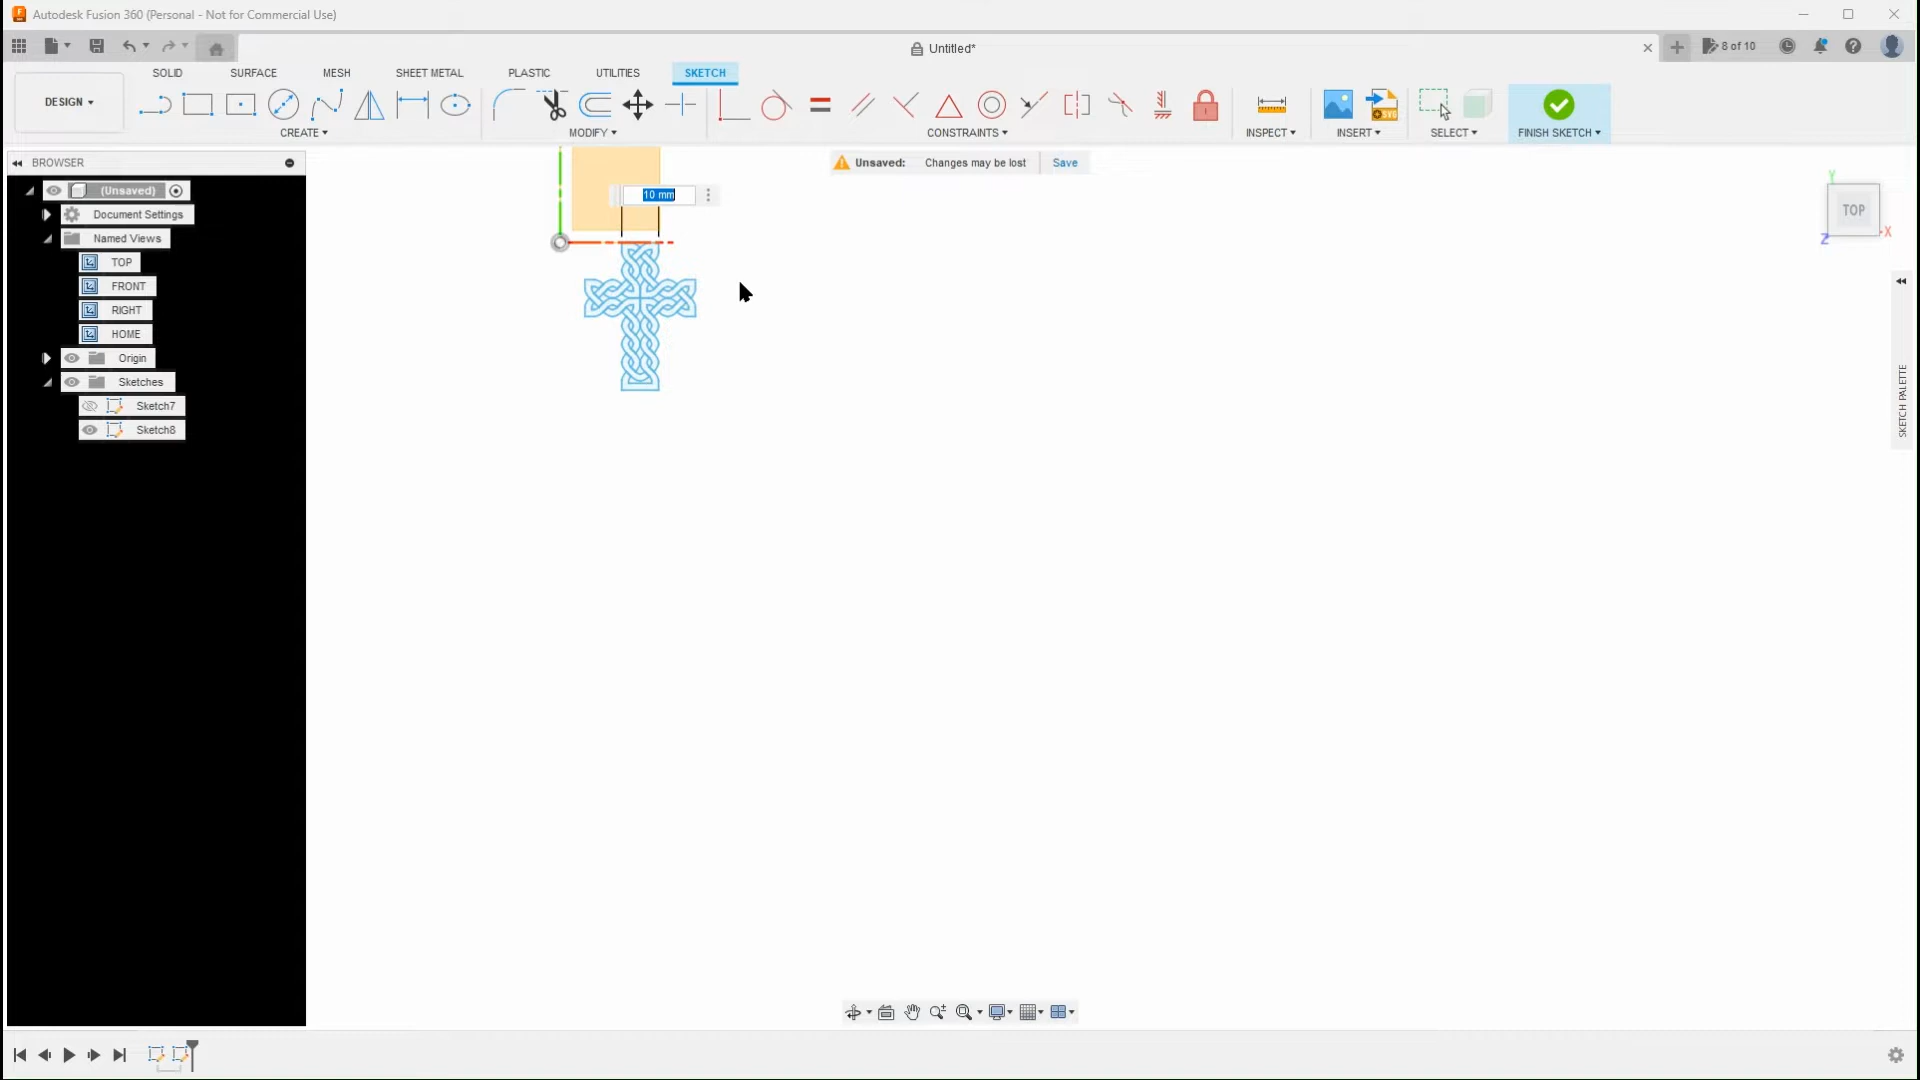 Autodesk Fusion 360 (Personal - Not for Commercial Use)
Untitled*
8 of 10
SOLID
SURFACE
MESH
SHEET METAL
PLASTIC
UTILITIES
SKETCH
DESIGN
CREATE
MODIFY
CONSTRAINTS
INSPECT
INSERT
SELECT
FINISH SKETCH
BROWSER
Unsaved: Changes may be lost Save
(Unsaved)
Document Settings
Named Views
TOP
FRONT
RIGHT
HOME
Origin
Sketches
Sketch7
Sketch8
10 mm
Y
TOP
X
Z
SKETCH PALETTE